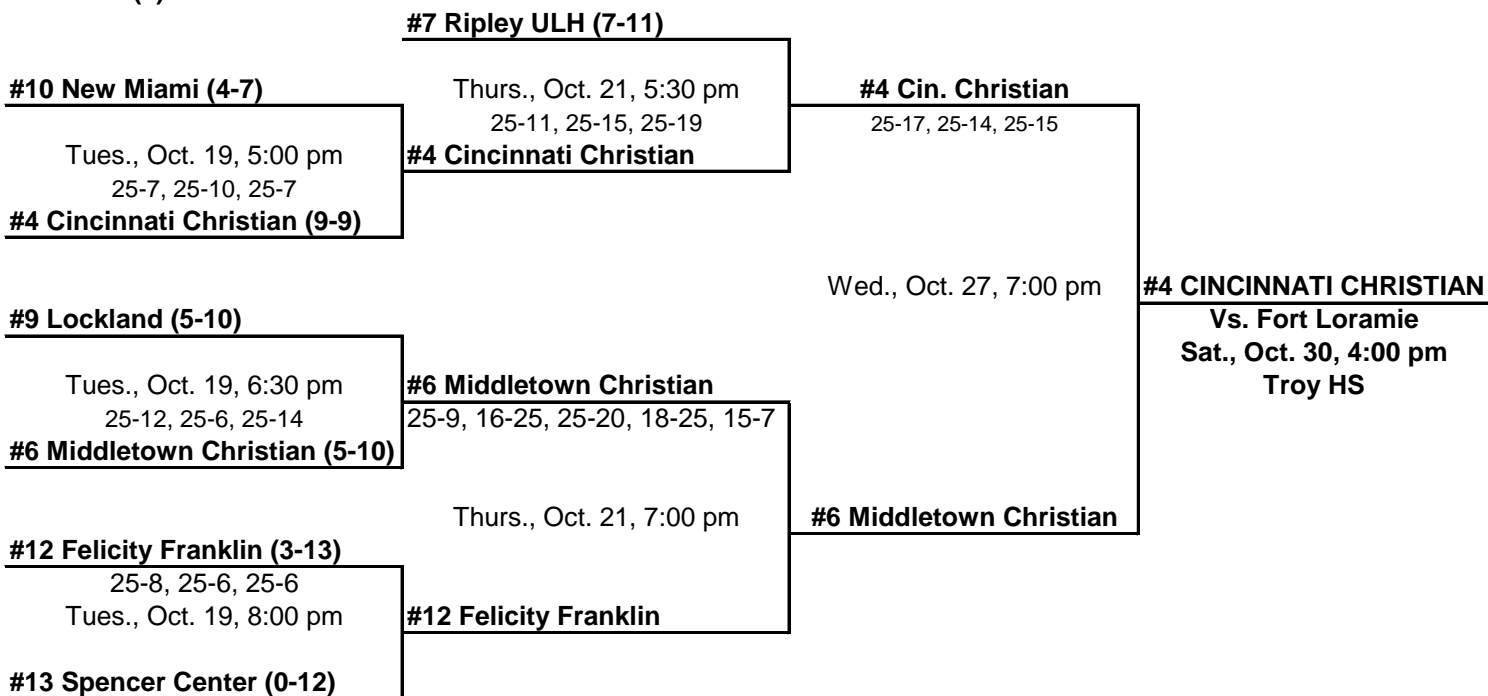 #7 Ripley ULH (7-11)
#10 New Miami (4-7)
Thurs., Oct. 21, 5:30 pm
#4 Cin. Christian
25-11, 25-15, 25-19
25-17, 25-14, 25-15
Tues., Oct. 19, 5:00 pm
#4 Cincinnati Christian
25-7, 25-10, 25-7
#4 Cincinnati Christian (9-9)
Wed., Oct. 27, 7:00 pm
#4 CINCINNATI CHRISTIAN
#9 Lockland (5-10)
Vs. Fort Loramie
Sat., Oct. 30, 4:00 pm
Tues., Oct. 19, 6:30 pm
#6 Middletown Christian
Troy HS
25-12, 25-6, 25-14
25-9, 16-25, 25-20, 18-25, 15-7
#6 Middletown Christian (5-10)
Thurs., Oct. 21, 7:00 pm
#6 Middletown Christian
#12 Felicity Franklin (3-13)
25-8, 25-6, 25-6
Tues., Oct. 19, 8:00 pm
#12 Felicity Franklin
#13 Spencer Center (0-12)